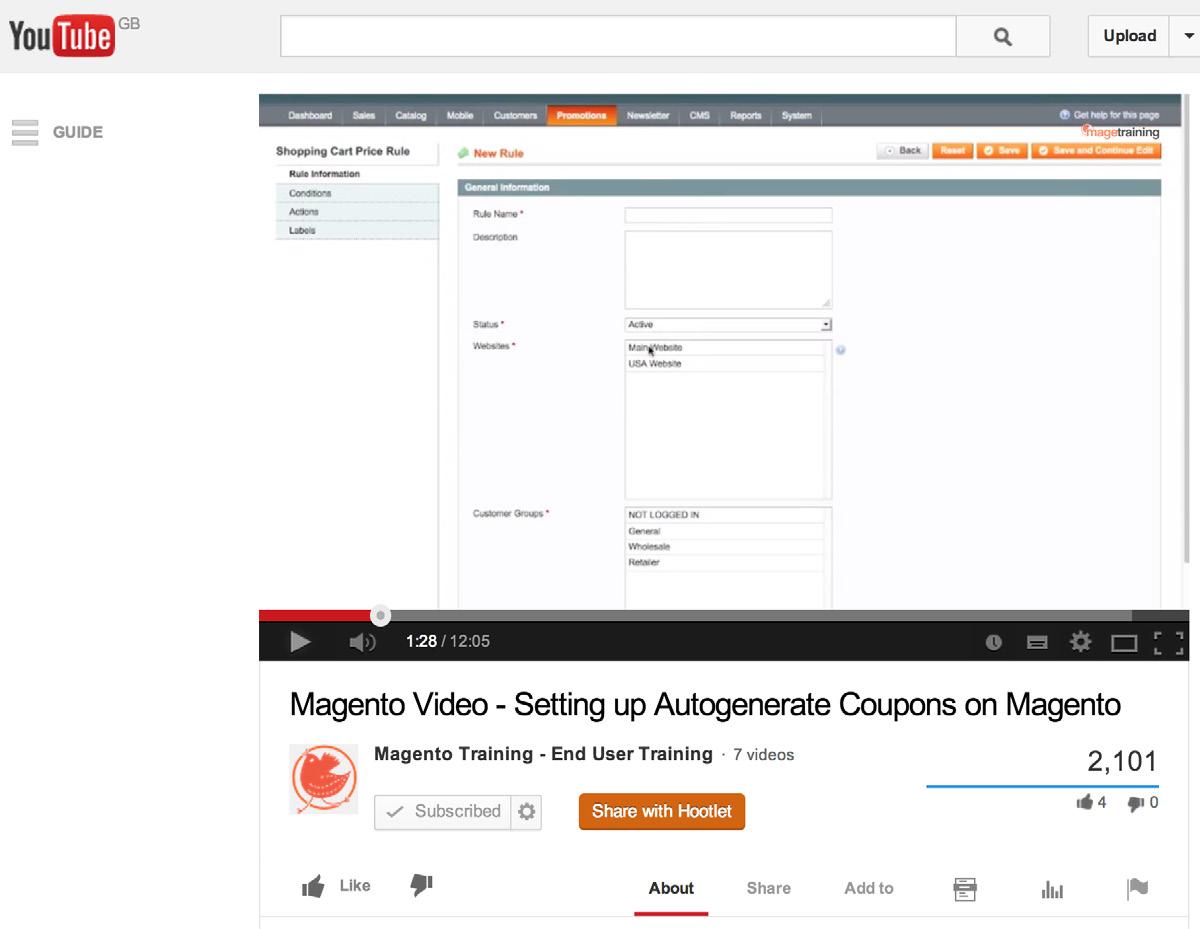 YouTube GB
Upload
GUIDE
Dashboard Sales Catalog Mobile Customers Promotions Newsletter CMS Reports System Get help for this page
magetraining
Shopping Cart Price Rule
Rule Information
Conditions
Actions
Labels
New Rule
Back Reset Save Save and Continue Edit
General Information
Rule Name *
Description
Status * Active
Websites * Main Website
USA Website
Customer Groups * NOT LOGGED IN
General
Wholesale
Retailer
1:28 / 12:05
Magento Video - Setting up Autogenerate Coupons on Magento
Magento Training - End User Training · 7 videos
2,101
Subscribed
Share with Hootlet
4 0
Like
About Share Add to